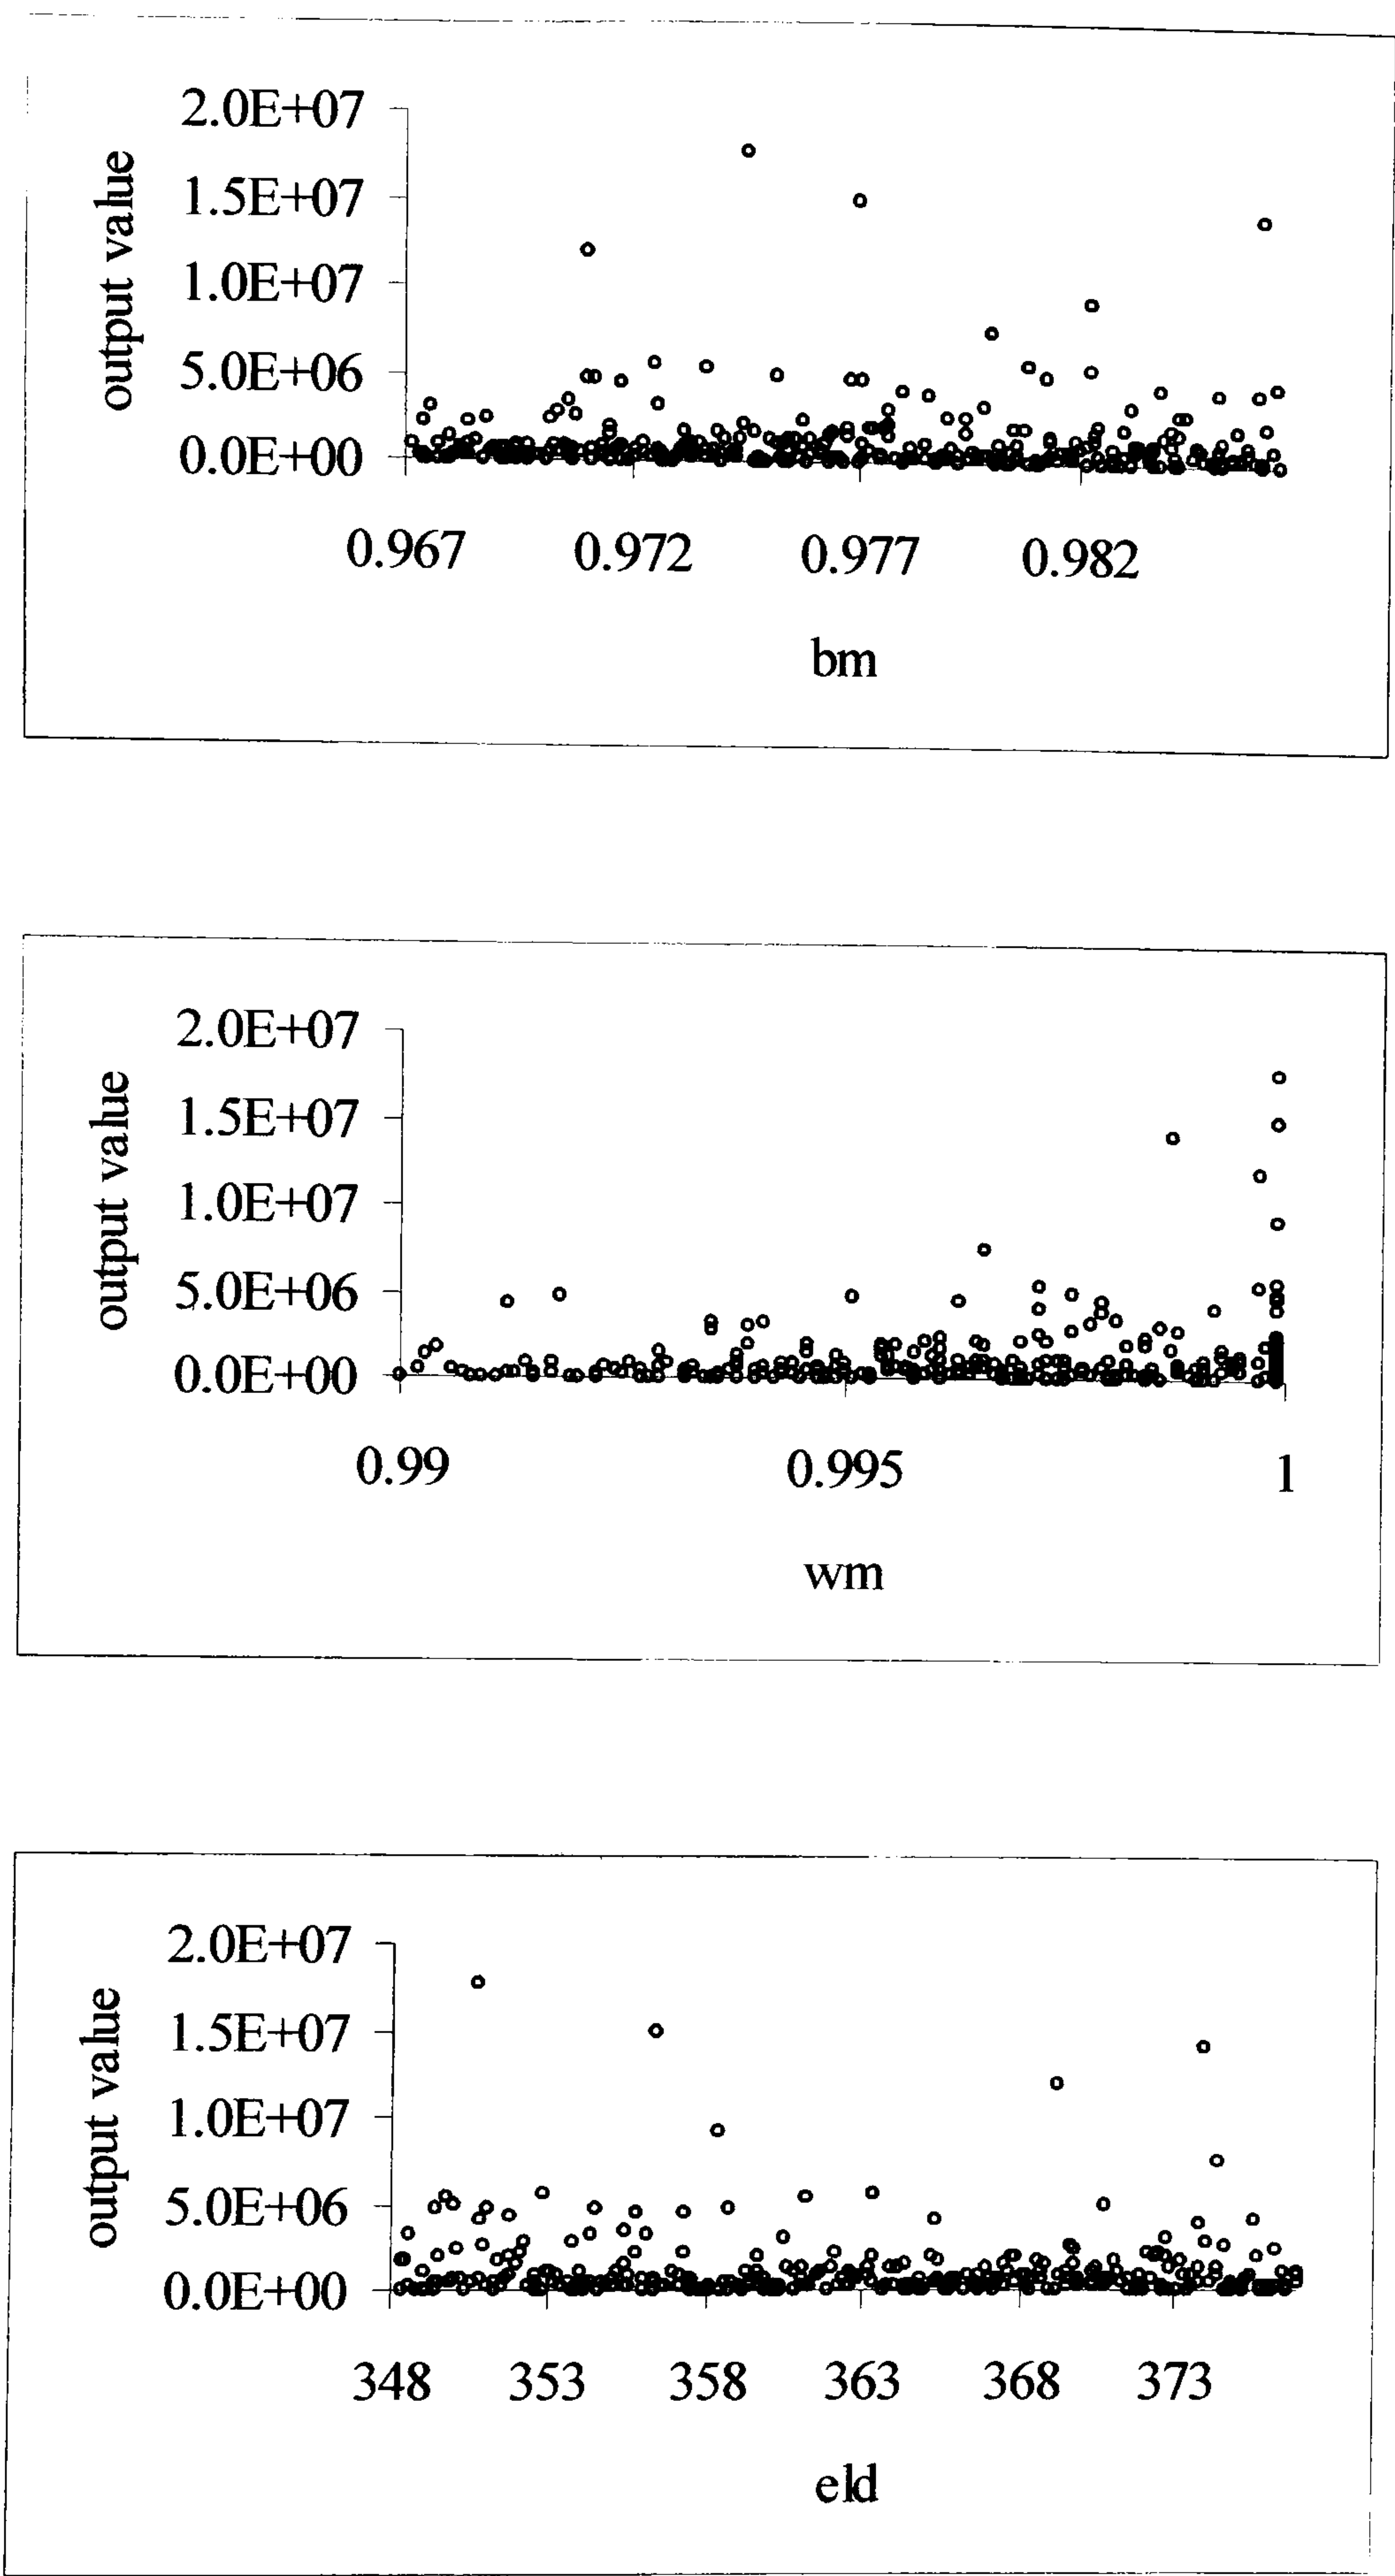 2.0E+07
1.5E+07
1.0E+07
5.0E+06
0.0E+00
output value
0.967 0.972 0.977 0.982
bm
2.0E+07
1.5E+07
1.0E+07
5.0E+06
0.0E+00
output value
0.99 0.995 1
wm
2.0E+07
1.5E+07
1.0E+07
5.0E+06
0.0E+00
output value
348 353 358 363 368 373
eld